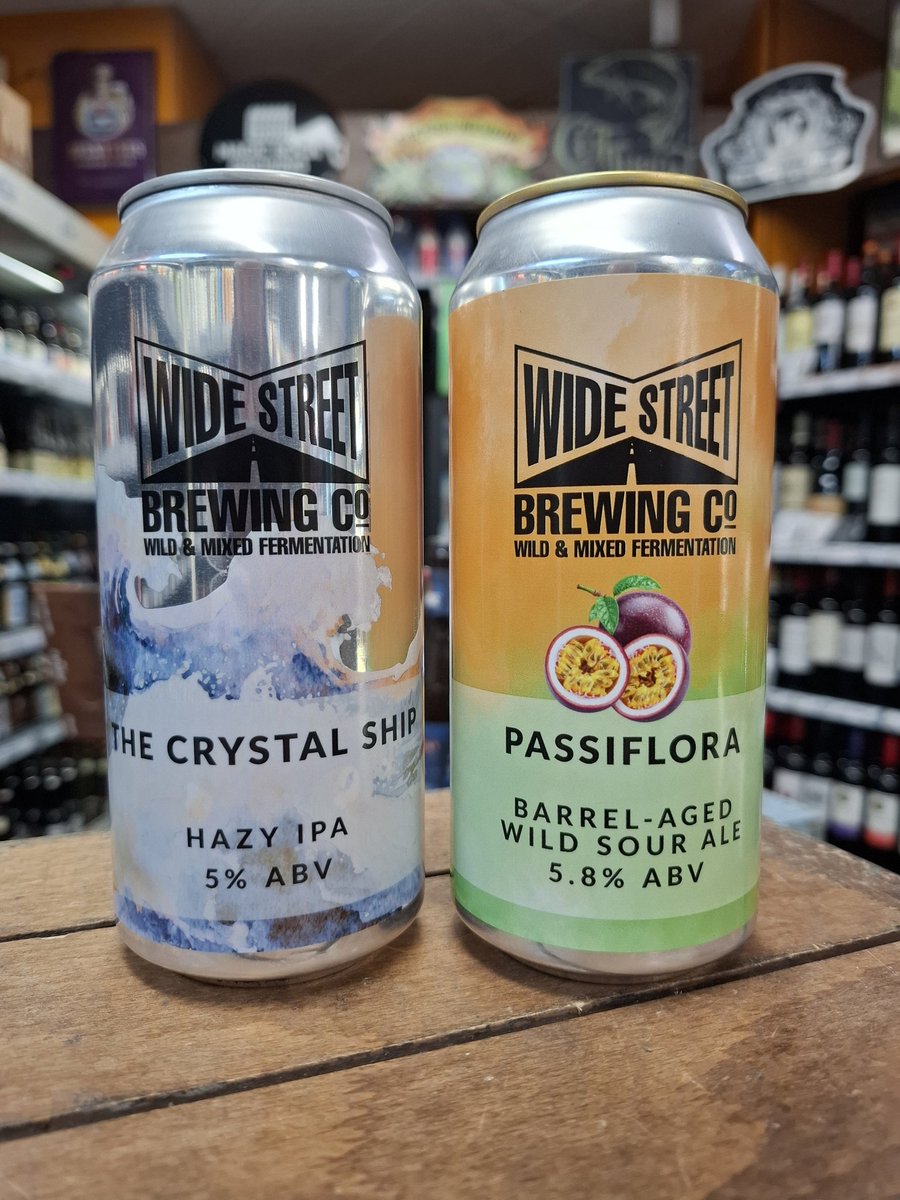 WIDE STREET
BREWING Co
WILD & MIXED FERMENTATION
THE CRYSTAL SHIP
HAZY IPA
5% ABV
WIDE STREET
BREWING Co
WILD & MIXED FERMENTATION
PASSIFLORA
BARREL-AGED
WILD SOUR ALE
5.8% ABV